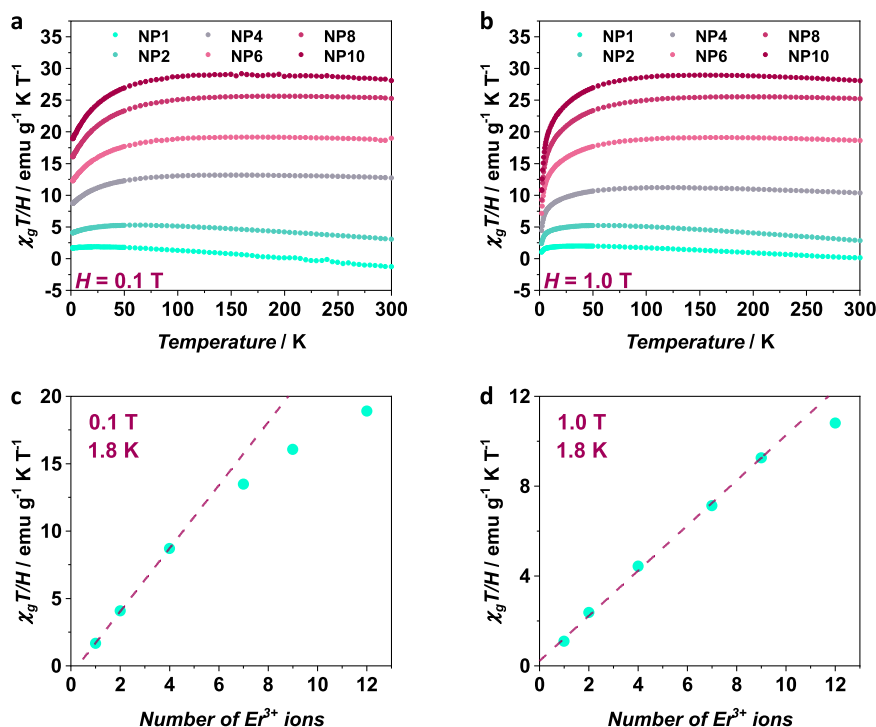 a
NP1 NP4 NP8
NP2 NP6 NP10
35
30
25
20
15
10
5
0
-5
χgT/H / emu g⁻¹ K T⁻¹
H = 0.1 T
0 50 100 150 200 250 300
Temperature / K
b
NP1 NP4 NP8
NP2 NP6 NP10
35
30
25
20
15
10
5
0
-5
χgT/H / emu g⁻¹ K T⁻¹
H = 1.0 T
0 50 100 150 200 250 300
Temperature / K
c
0.1 T
1.8 K
20
15
10
5
0
χgT/H / emu g⁻¹ K T⁻¹
0 2 4 6 8 10 12
Number of Er³⁺ ions
d
1.0 T
1.8 K
12
8
4
0
χgT/H / emu g⁻¹ K T⁻¹
0 2 4 6 8 10 12
Number of Er³⁺ ions